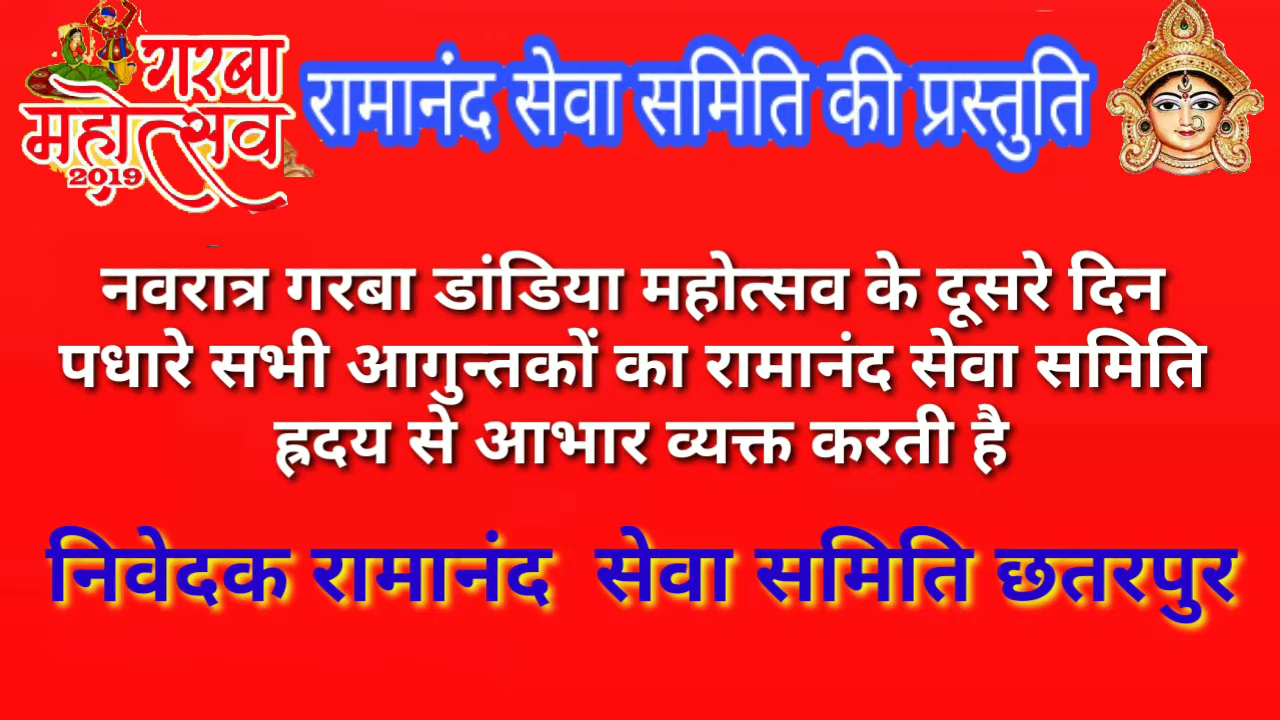 गरबा
महोत्सव
2019
रामानंद सेवा समिति की प्रस्तुति
नवरात्र गरबा डांडिया महोत्सव के दूसरे दिन
पधारे सभी आगुन्तकों का रामानंद सेवा समिति
ह्रदय से आभार व्यक्त करती है
निवेदक रामानंद सेवा समिति छतरपुर